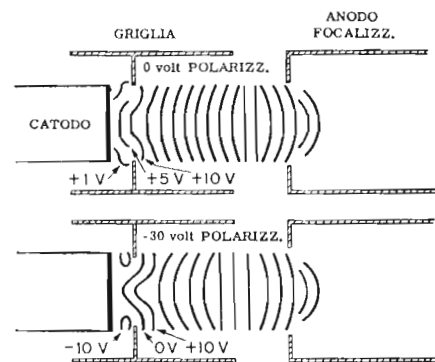 GRIGLIA
ANODO
FOCALIZZ.
0 volt POLARIZZ.
CATODO
+1 V +5 V +10 V
-30 volt POLARIZZ.
-10 V 0V +10 V